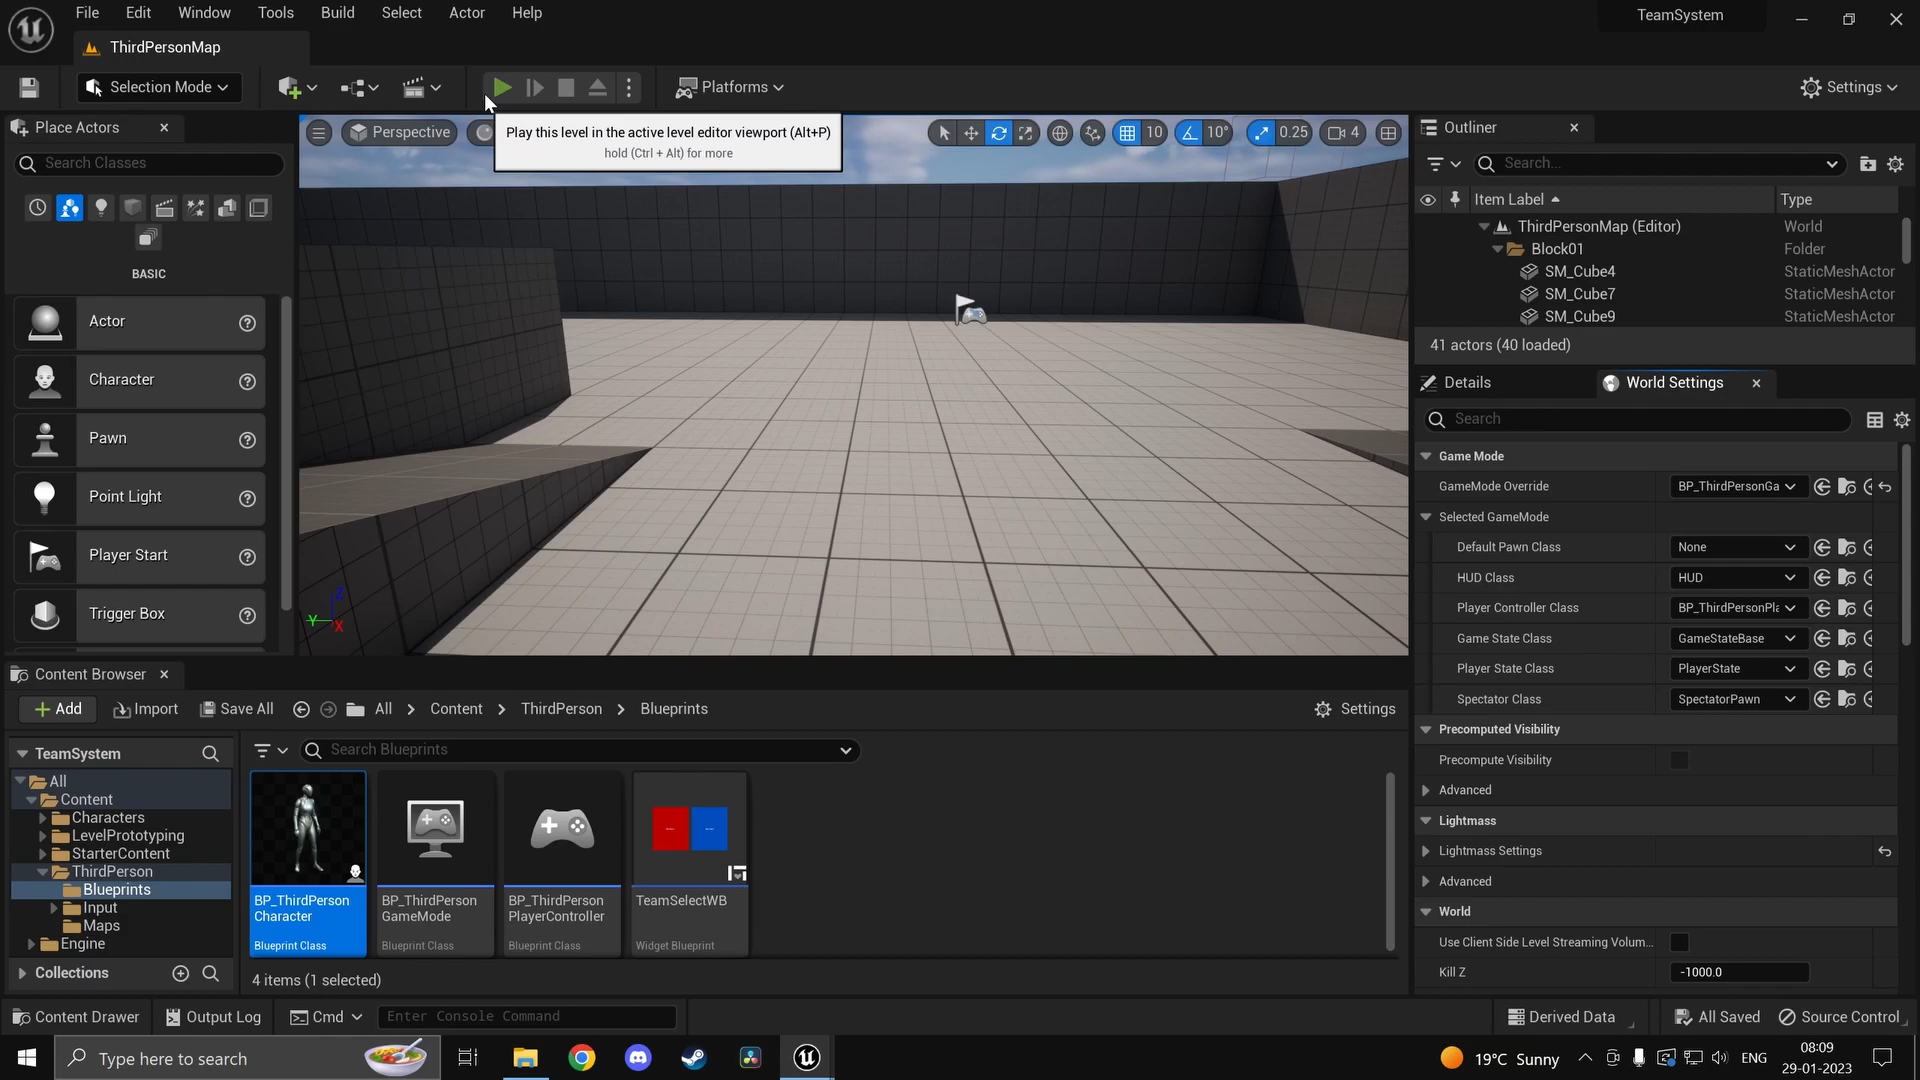 File Edit Window Tools Build Select Actor Help
TeamSystem
ThirdPersonMap
Selection Mode
Platforms
Settings
Place Actors
Search Classes
BASIC
Actor
Character
Pawn
Point Light
Player Start
Trigger Box
Perspective
Play this level in the active level editor viewport (Alt+P)
hold (Ctrl + Alt) for more
10 10° 0.25 4
Z
Y
X
Outliner
Search...
Item Label Type
ThirdPersonMap (Editor) World
Block01 Folder
SM_Cube4 StaticMeshActor
SM_Cube7 StaticMeshActor
SM_Cube9 StaticMeshActor
41 actors (40 loaded)
Details World Settings
Search
Game Mode
GameMode Override BP_ThirdPersonGa
Selected GameMode
Default Pawn Class None
HUD Class HUD
Player Controller Class BP_ThirdPersonPla
Game State Class GameStateBase
Player State Class PlayerState
Spectator Class SpectatorPawn
Precomputed Visibility
Precompute Visibility
Advanced
Lightmass
Lightmass Settings
Advanced
World
Use Client Side Level Streaming Volum...
Kill Z -1000.0
Content Browser
Add Import Save All All > Content > ThirdPerson > Blueprints Settings
TeamSystem
All
Content
Characters
LevelPrototyping
StarterContent
ThirdPerson
Blueprints
Input
Maps
Engine
Collections
Search Blueprints
BP_ThirdPerson
Character
Blueprint Class
BP_ThirdPerson
GameMode
Blueprint Class
BP_ThirdPerson
PlayerController
Blueprint Class
TeamSelectWB
Widget Blueprint
4 items (1 selected)
Content Drawer Output Log Cmd Enter Console Command Derived Data All Saved Source Control
Type here to search
19°C Sunny ENG
08:09
29-01-2023